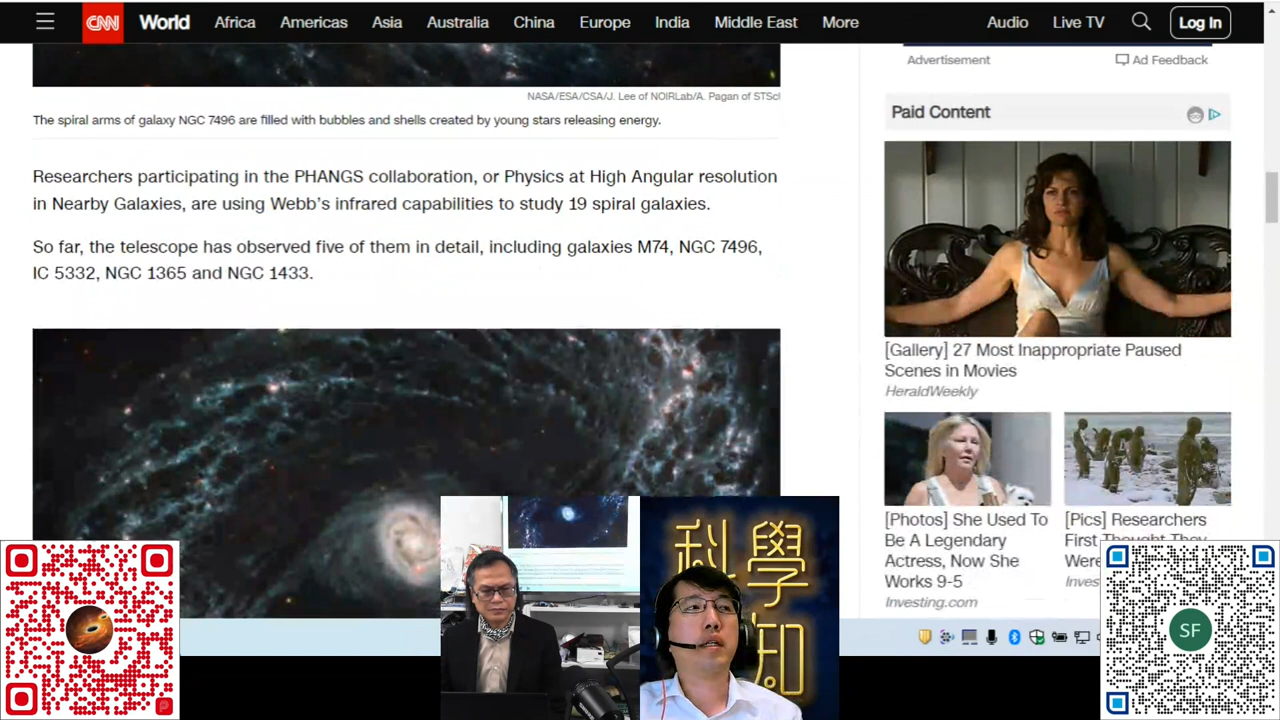 CNN World Africa Americas Asia Australia China Europe India Middle East More Audio Live TV Log In
NASA/ESA/CSA/J. Lee of NOIRLab/A. Pagan of STScI
The spiral arms of galaxy NGC 7496 are filled with bubbles and shells created by young stars releasing energy.
Researchers participating in the PHANGS collaboration, or Physics at High Angular resolution
in Nearby Galaxies, are using Webb's infrared capabilities to study 19 spiral galaxies.
So far, the telescope has observed five of them in detail, including galaxies M74, NGC 7496,
IC 5332, NGC 1365 and NGC 1433.
Advertisement
Ad Feedback
Paid Content
[Gallery] 27 Most Inappropriate Paused
Scenes in Movies
HeraldWeekly
[Photos] She Used To
Be A Legendary
Actress, Now She
Works 9-5
Investing.com
[Pics] Researchers
First Thought They
Were
Inves
科學
知
SF